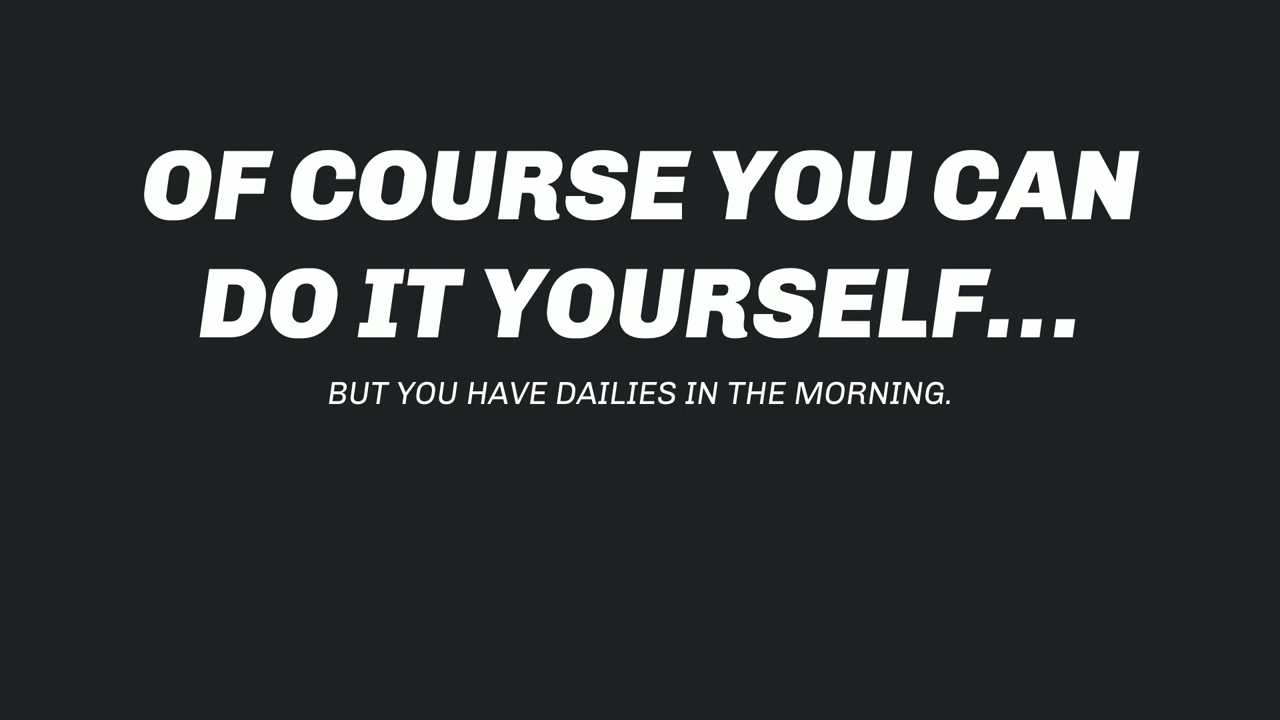 OF COURSE YOU CAN
DO IT YOURSELF...
BUT YOU HAVE DAILIES IN THE MORNING.